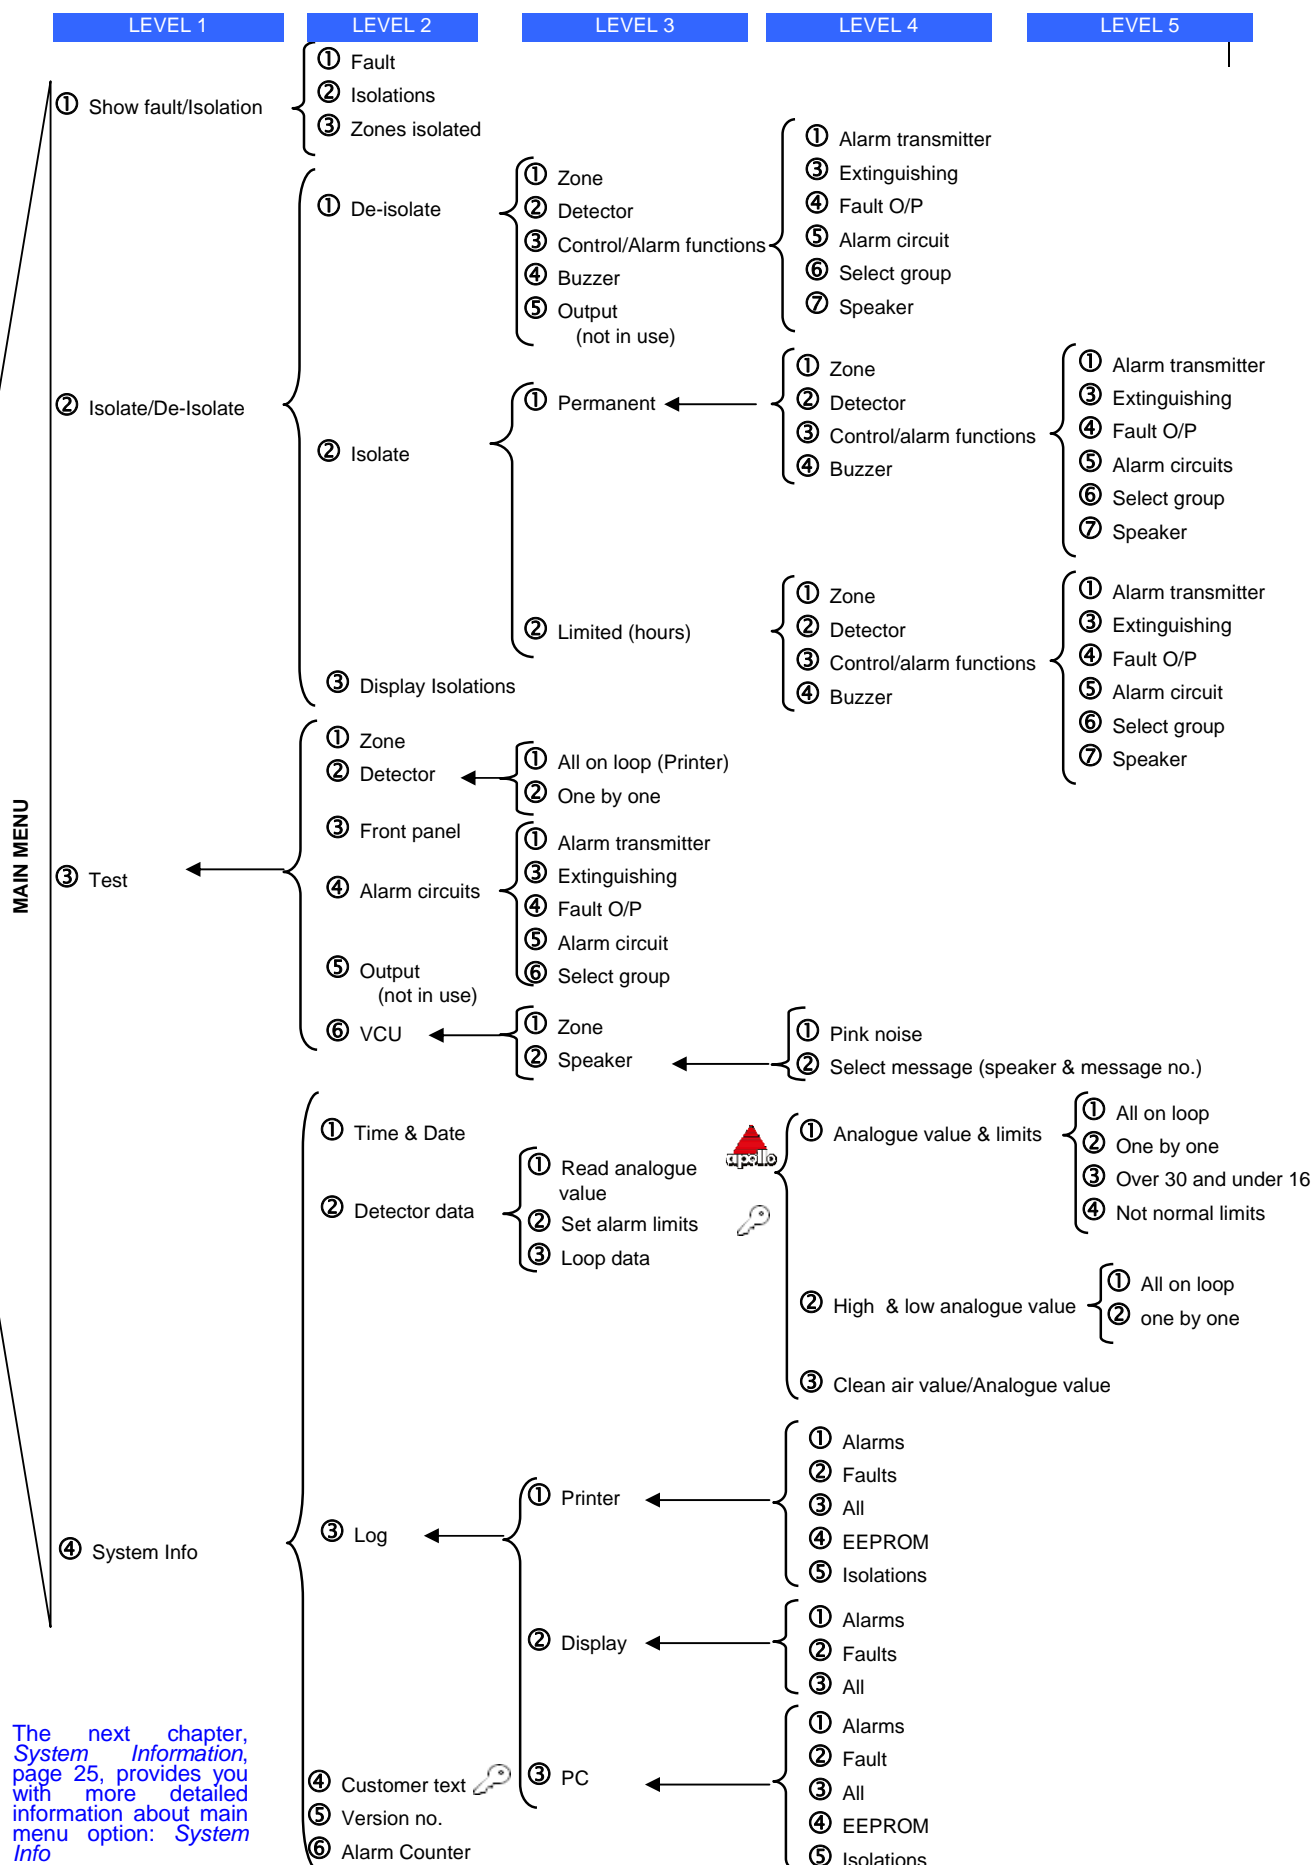 LEVEL 1 LEVEL 2 LEVEL 3 LEVEL 4 LEVEL 5
MAIN MENU
① Show fault/Isolation
① Fault
② Isolations
③ Zones isolated
② Isolate/De-Isolate
① De-isolate
① Zone
② Detector
③ Control/Alarm functions
④ Buzzer
⑤ Output
(not in use)
① Alarm transmitter
③ Extinguishing
④ Fault O/P
⑤ Alarm circuit
⑥ Select group
⑦ Speaker
② Isolate
① Permanent
① Zone
② Detector
③ Control/alarm functions
④ Buzzer
① Alarm transmitter
③ Extinguishing
④ Fault O/P
⑤ Alarm circuits
⑥ Select group
⑦ Speaker
② Limited (hours)
① Zone
② Detector
③ Control/alarm functions
④ Buzzer
① Alarm transmitter
③ Extinguishing
④ Fault O/P
⑤ Alarm circuit
⑥ Select group
⑦ Speaker
③ Display Isolations
③ Test
① Zone
② Detector
① All on loop (Printer)
② One by one
③ Front panel
④ Alarm circuits
① Alarm transmitter
③ Extinguishing
④ Fault O/P
⑤ Alarm circuit
⑥ Select group
⑤ Output
(not in use)
⑥ VCU
① Zone
② Speaker
① Pink noise
② Select message (speaker & message no.)
④ System Info
① Time & Date
② Detector data
① Read analogue
value
② Set alarm limits
③ Loop data
apollo
① Analogue value & limits
① All on loop
② One by one
③ Over 30 and under 16
④ Not normal limits
② High & low analogue value
① All on loop
② one by one
③ Clean air value/Analogue value
③ Log
① Printer
① Alarms
② Faults
③ All
④ EEPROM
⑤ Isolations
② Display
① Alarms
② Faults
③ All
③ PC
① Alarms
② Fault
③ All
④ EEPROM
⑤ Isolations
④ Customer text
⑤ Version no.
⑥ Alarm Counter
The next chapter,
System Information,
page 25, provides you
with more detailed
information about main
menu option: System
Info